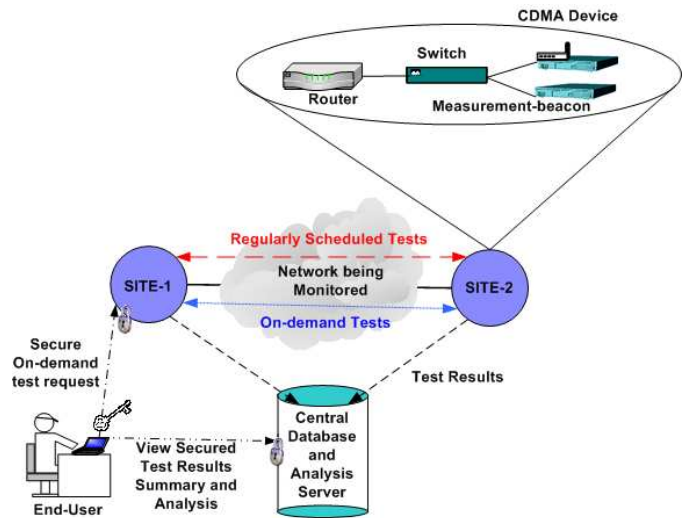 CDMA Device
Switch
Router
Measurement-beacon
Regularly Scheduled Tests
SITE-1
Network being
Monitored
SITE-2
On-demand Tests
Secure
On-demand
test request
Test Results
Central
Database
and
Analysis
Server
View Secured
Test Results
Summary and
Analysis
End-User